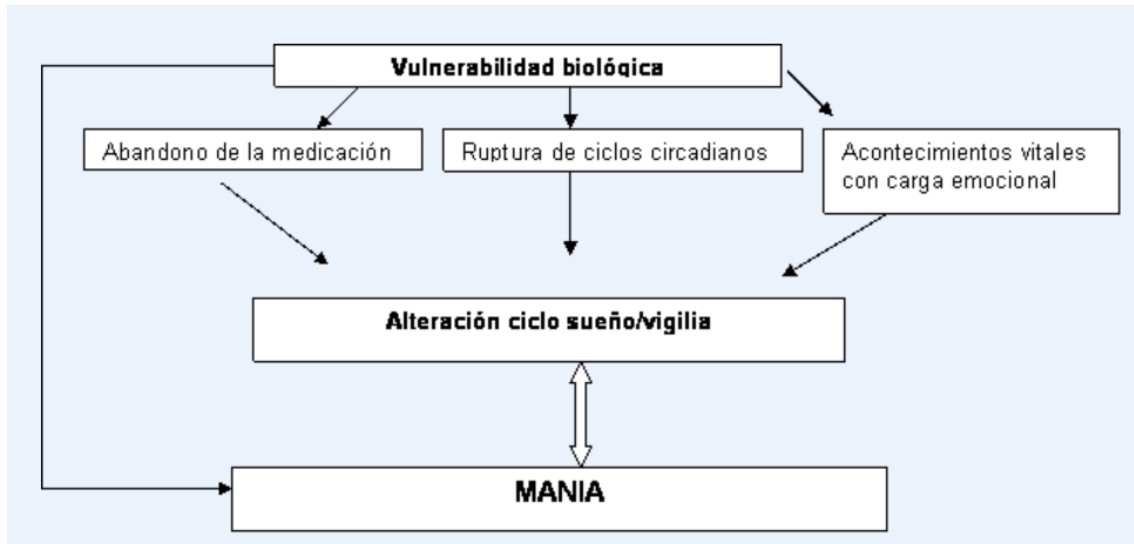 Vulnerabilidad biológica
Abandono de la medicación
Ruptura de ciclos circadianos
Acontecimientos vitales
con carga emocional
Alteración ciclo sueño/vigilia
MANIA